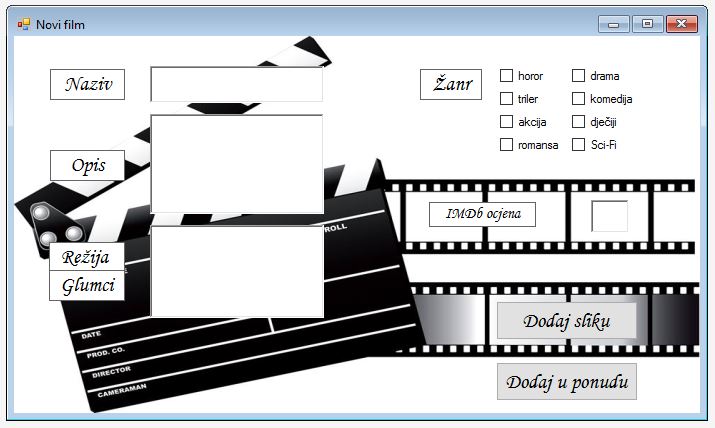 Novi film
Naziv
Žanr
horor
drama
triler
komedija
akcija
dječiji
romansa
Sci-Fi
Opis
IMDb ocjena
ROLL
Režija
Glumci
DATE
PROD. CO.
DIRECTOR
CAMERAMAN
Dodaj sliku
Dodaj u ponudu